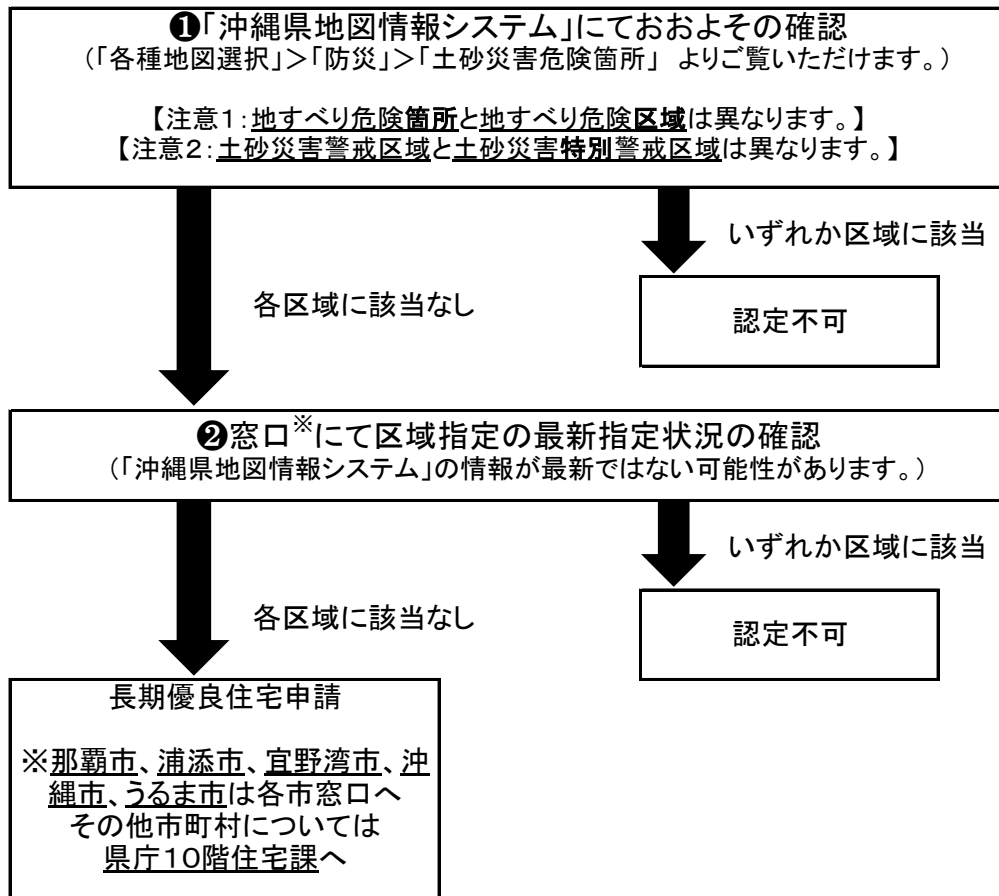 ❶「沖縄県地図情報システム」にておおよその確認
（「各種地図選択」＞「防災」＞「土砂災害危険箇所」 よりご覧いただけます。）
【注意１：地すべり危険箇所と地すべり危険区域は異なります。】
【注意２：土砂災害警戒区域と土砂災害特別警戒区域は異なります。】
いずれか区域に該当
各区域に該当なし
認定不可
❷窓口※にて区域指定の最新指定状況の確認
（「沖縄県地図情報システム」の情報が最新ではない可能性があります。）
いずれか区域に該当
各区域に該当なし
認定不可
長期優良住宅申請
※那覇市、浦添市、宜野湾市、沖
縄市、うるま市は各市窓口へ
その他市町村については
県庁１０階住宅課へ